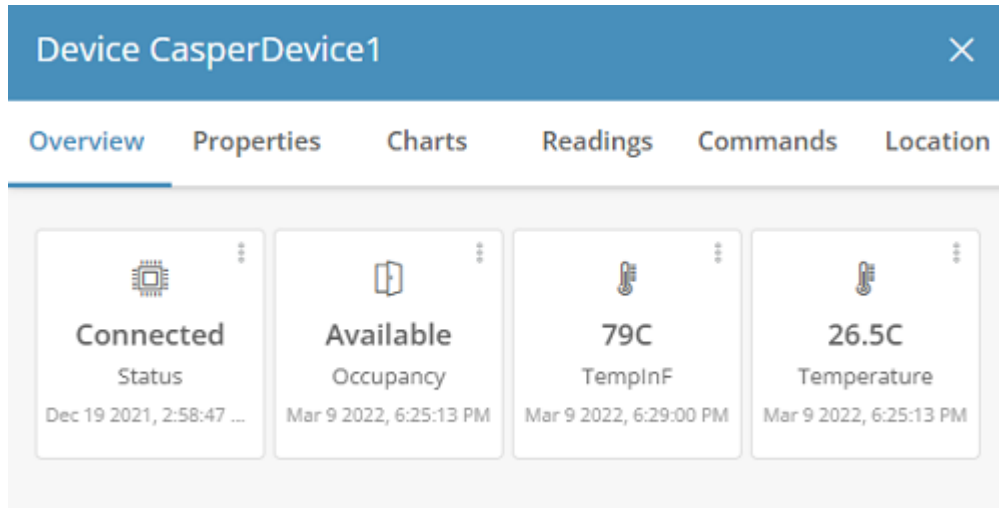 Device CasperDevice1
Overview Properties Charts Readings Commands Location
Connected
Status
Dec 19 2021, 2:58:47 ...
Available
Occupancy
Mar 9 2022, 6:25:13 PM
79C
TempInF
Mar 9 2022, 6:29:00 PM
26.5C
Temperature
Mar 9 2022, 6:25:13 PM